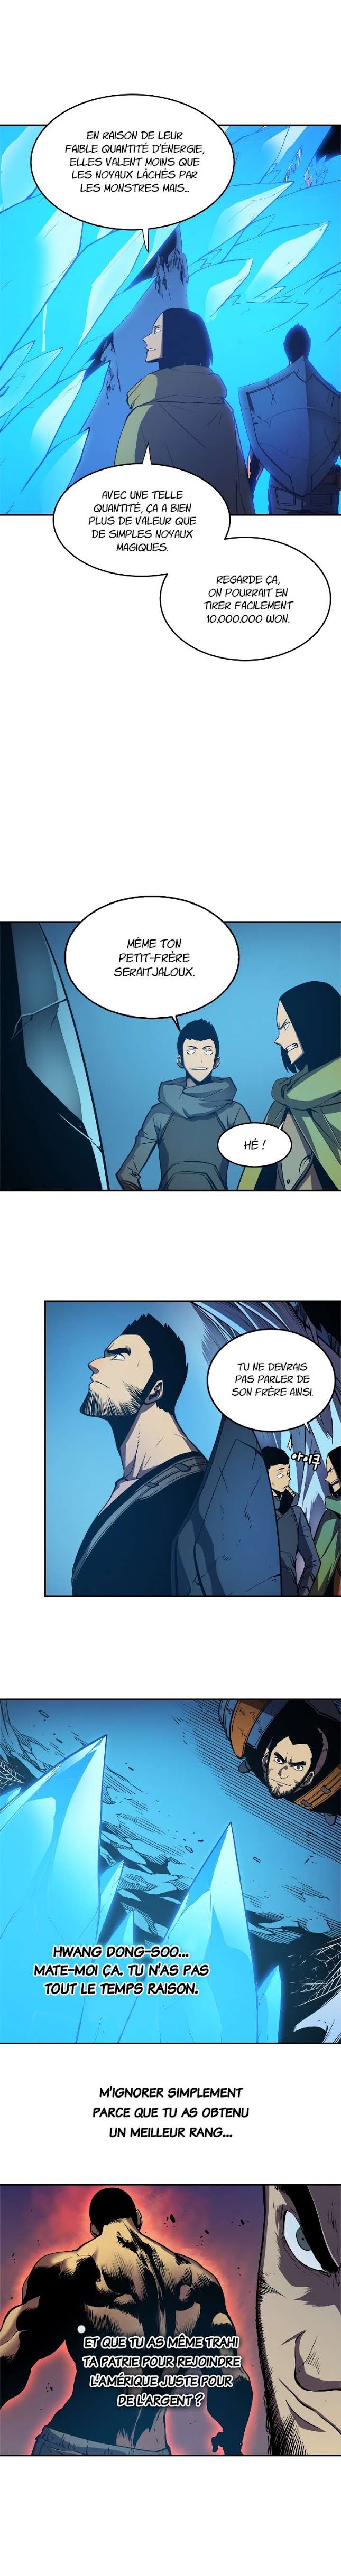 EN RAISON DE LEUR
FAIBLE QUANTITÉ D'ÉNERGIE,
ELLES VALENT MOINS QUE
LES NOYAUX LÂCHÉS PAR
LES MONSTRES MAIS...
AVEC UNE TELLE
QUANTITÉ, ÇA A BIEN
PLUS DE VALEUR QUE
DE SIMPLES NOYAUX
MAGIQUES.
REGARDE ÇA,
ON POURRAIT EN
TIRER FACILEMENT
10.000.000 WON.
MÊME TON
PETIT-FRÈRE
SERAIT JALOUX.
HÉ !
TU NE DEVRAIS
PAS PARLER DE
SON FRÈRE AINSI.
아이쿠
HWANG DONG-SOO...
MATE-MOI ÇA. TU N'AS PAS
TOUT LE TEMPS RAISON.
M'IGNORER SIMPLEMENT
PARCE QUE TU AS OBTENU
UN MEILLEUR RANG...
ET QUE TU AS MÊME TRAHI
TA PATRIE POUR REJOINDRE
L'AMÉRIQUE JUSTE POUR
DE L'ARGENT ?